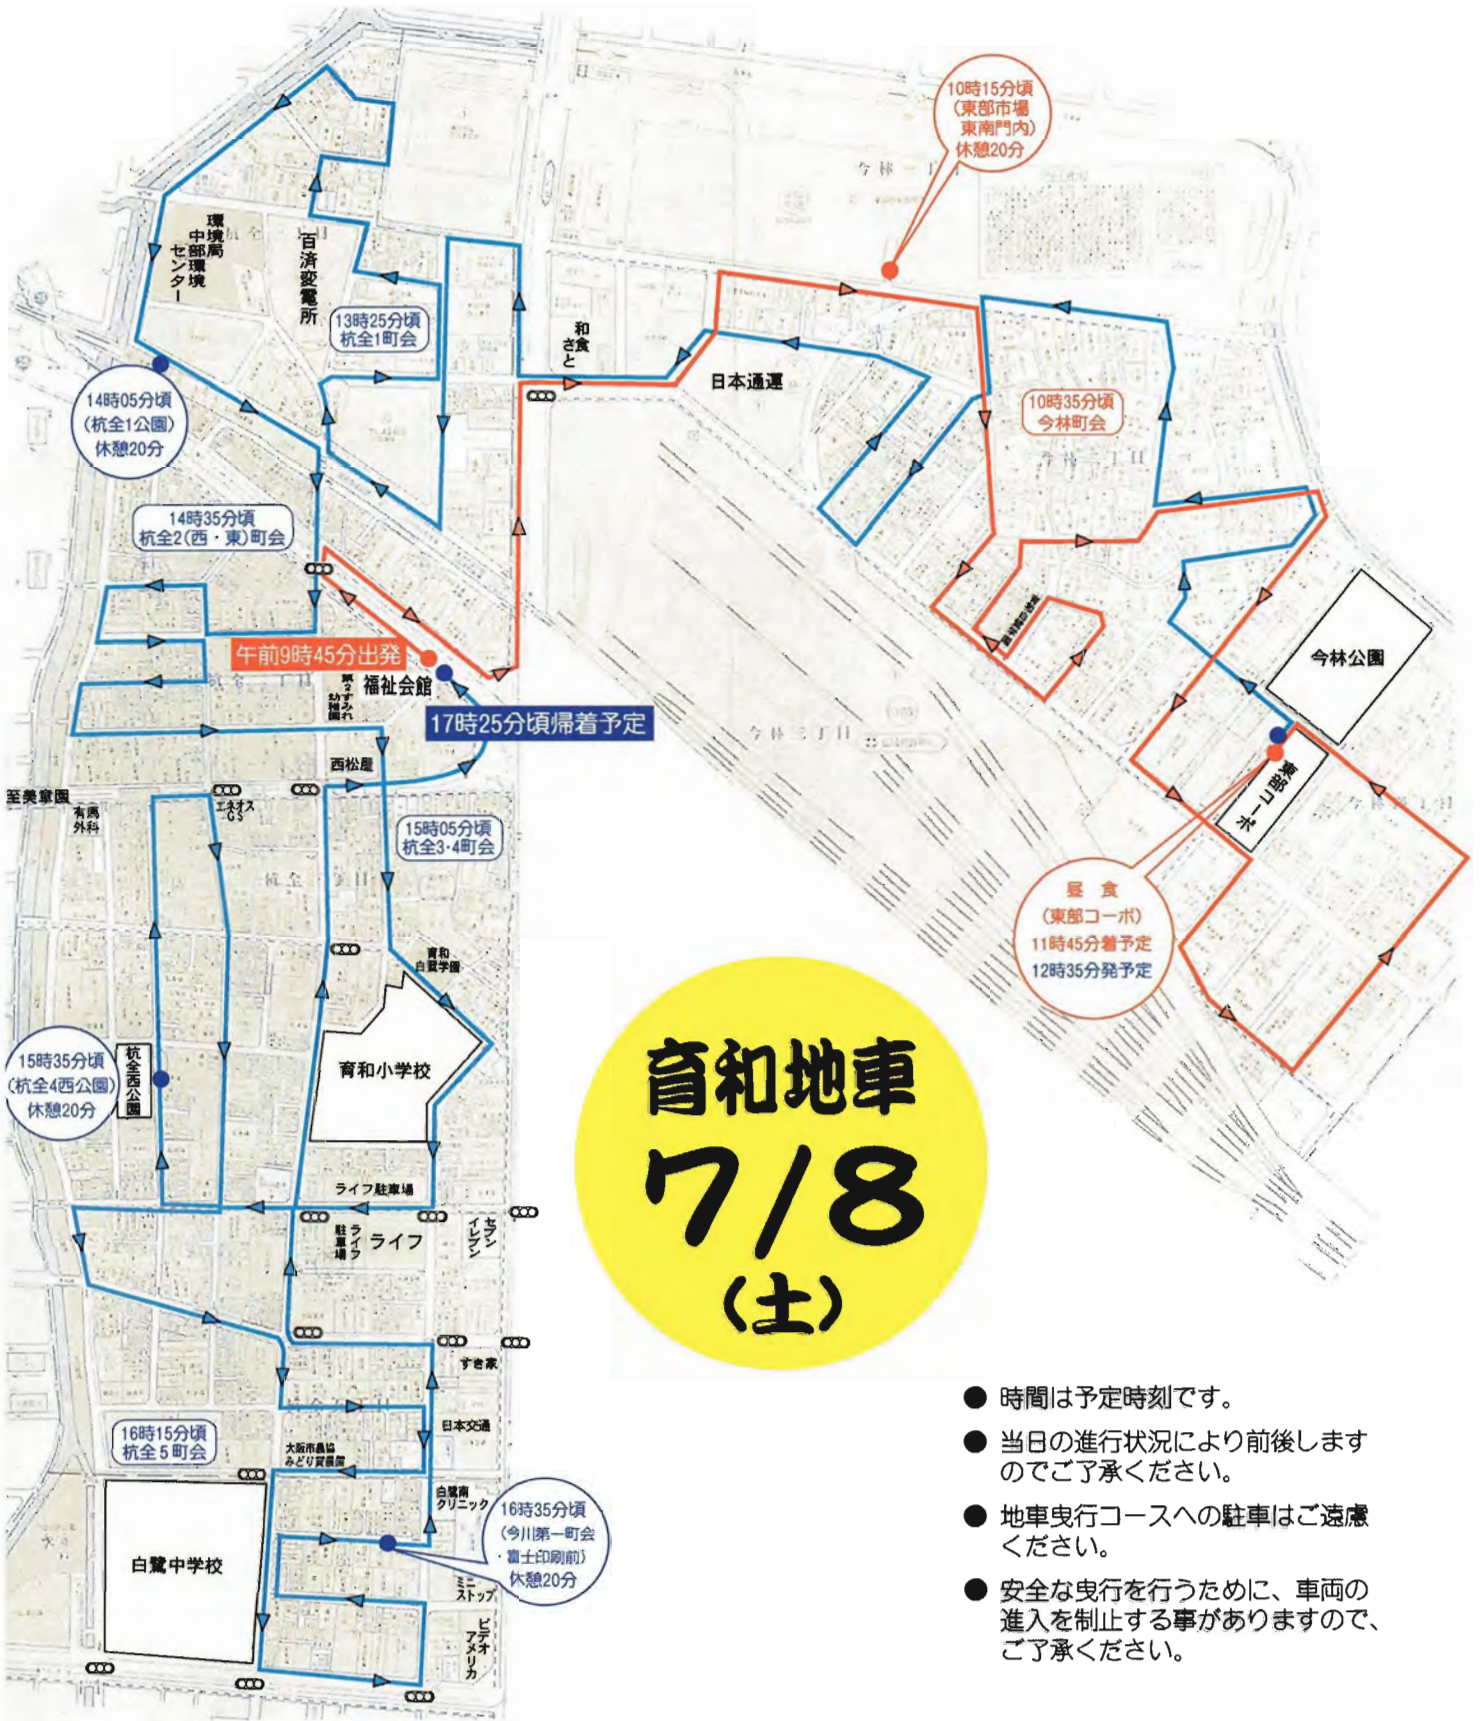 10時15分頃
(東部市場
東南門内)
休憩20分
環境局
中部環境
センター
百済変電所
13時25分頃
杭全1町会
和食
さと
日本通運
10時35分頃
今林町会
14時05分頃
(杭全1公園)
休憩20分
14時35分頃
杭全2(西・東)町会
午前9時45分出発
福祉会館
第2すみれ
幼稚園
17時25分頃帰着予定
今林公園
東部コーポ
西松屋
至美章園
有馬
外科
エネオス
GS
15時05分頃
杭全3・4町会
昼 食
(東部コーポ)
11時45分着予定
12時35分発予定
育和
白鷺学園
育和小学校
15時35分頃
(杭全4西公園)
休憩20分
杭全西公園
育和地車
7/8
(土)
ライフ駐車場
ライフ
駐車場
ライフ
セブン
イレブン
すき家
日本交通
16時15分頃
杭全5町会
大阪市農協
白鷺南
クリニック
16時35分頃
(今川第一町会
・富士印刷前)
休憩20分
白鷺中学校
ミニ
ストップ
ビデオ
アメリカ
● 時間は予定時刻です。
● 当日の進行状況により前後します
のでご了承ください。
● 地車曳行コースへの駐車はご遠慮
ください。
● 安全な曳行を行うために、車両の
進入を制止する事がありますので、
ご了承ください。